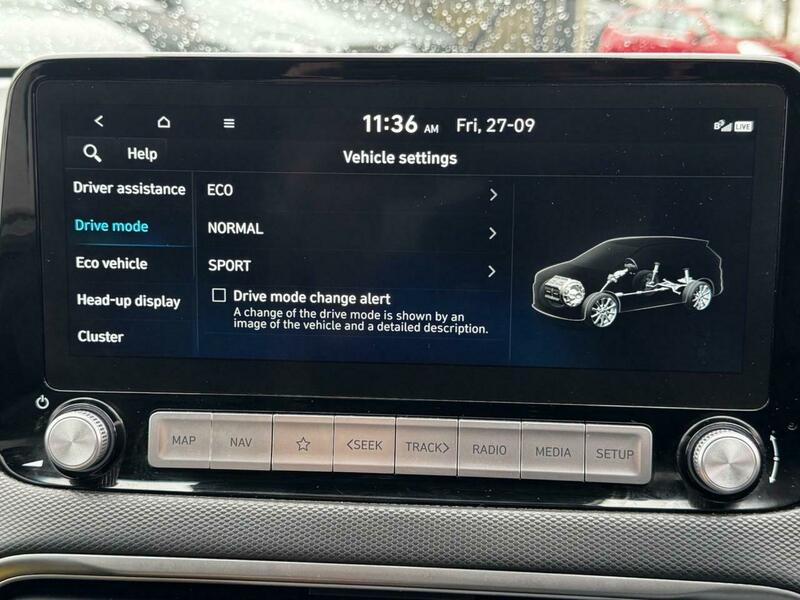 11:36 AM Fri, 27-09
LIVE
Help
Vehicle settings
Driver assistance
Drive mode
Eco vehicle
Head-up display
Cluster
ECO
NORMAL
SPORT
Drive mode change alert
A change of the drive mode is shown by an
image of the vehicle and a detailed description.
MAP
NAV
<SEEK
TRACK>
RADIO
MEDIA
SETUP